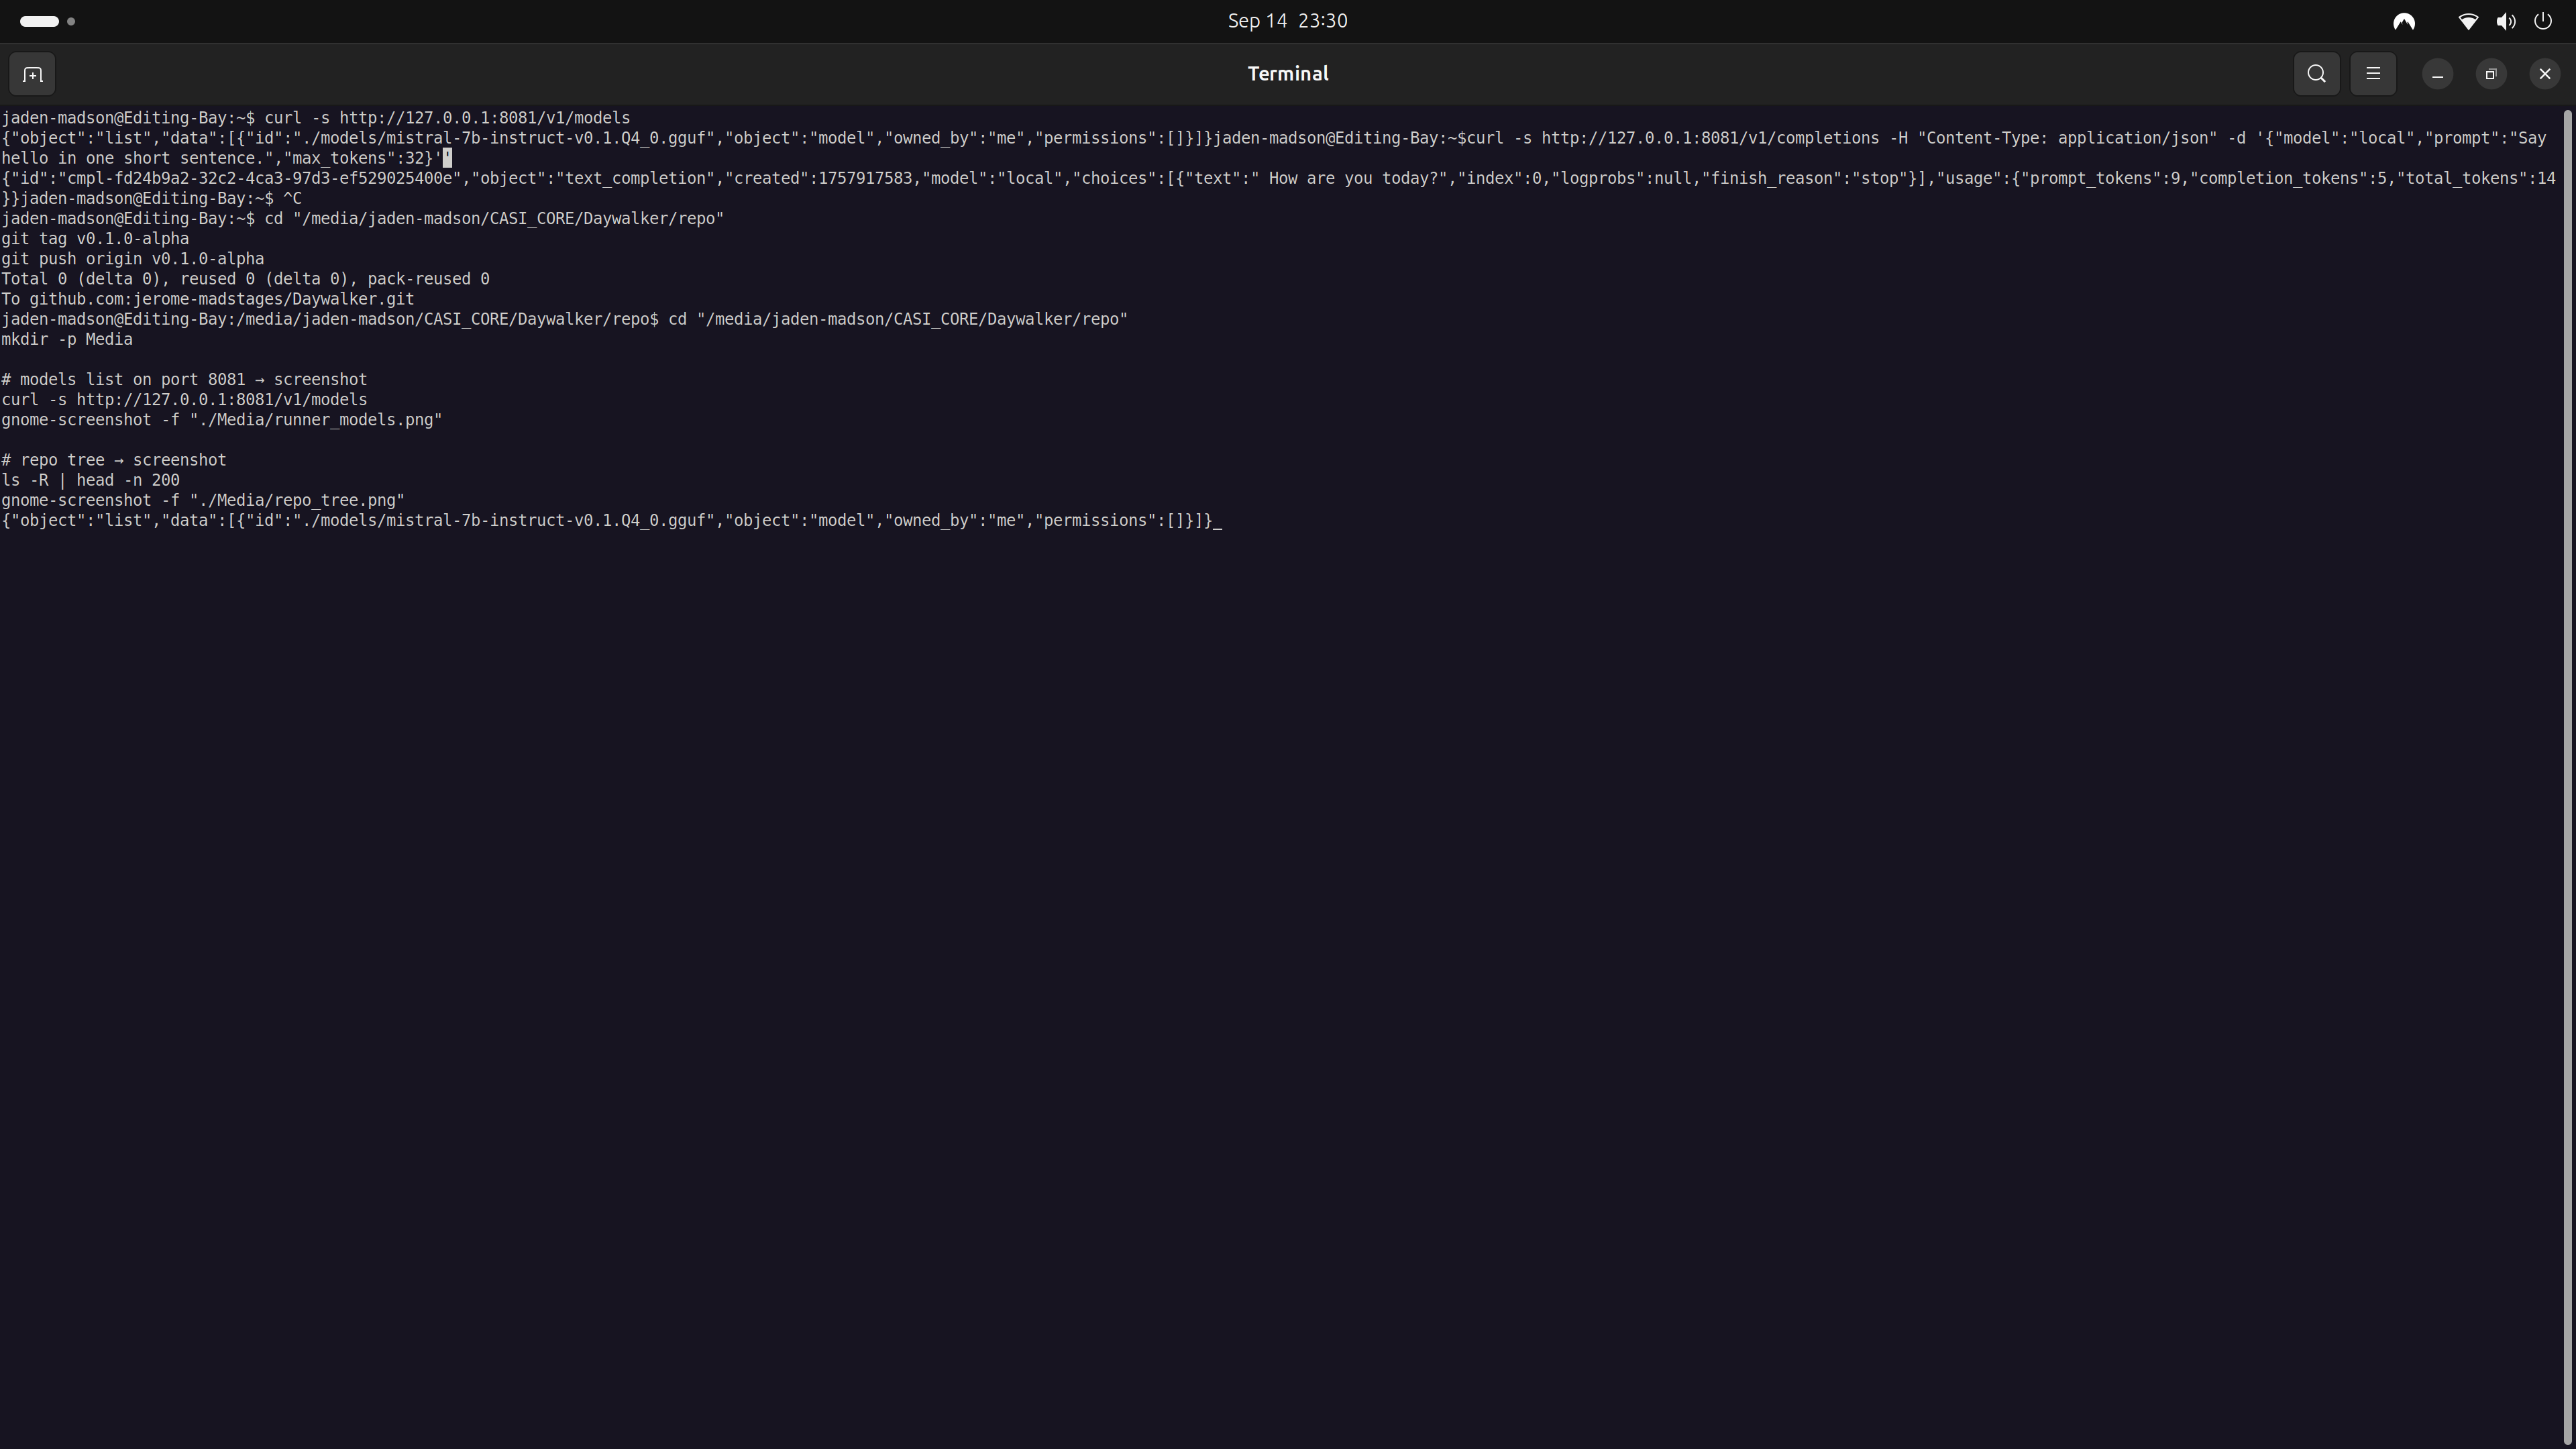 Sep 14 23:30
Terminal
jaden-madson@Editing-Bay:~$ curl -s http://127.0.0.1:8081/v1/models
{"object":"list","data":[{"id":"./models/mistral-7b-instruct-v0.1.Q4_0.gguf","object":"model","owned_by":"me","permissions":[]}]}jaden-madson@Editing-Bay:~$curl -s http://127.0.0.1:8081/v1/completions -H "Content-Type: application/json" -d '{"model":"local","prompt":"Say
hello in one short sentence.","max_tokens":32}''
{"id":"cmpl-fd24b9a2-32c2-4ca3-97d3-ef529025400e","object":"text_completion","created":1757917583,"model":"local","choices":[{"text":" How are you today?","index":0,"logprobs":null,"finish_reason":"stop"}],"usage":{"prompt_tokens":9,"completion_tokens":5,"total_tokens":14
}}jaden-madson@Editing-Bay:~$ ^C
jaden-madson@Editing-Bay:~$ cd "/media/jaden-madson/CASI_CORE/Daywalker/repo"
git tag v0.1.0-alpha
git push origin v0.1.0-alpha
Total 0 (delta 0), reused 0 (delta 0), pack-reused 0
To github.com:jerome-madstages/Daywalker.git
jaden-madson@Editing-Bay:/media/jaden-madson/CASI_CORE/Daywalker/repo$ cd "/media/jaden-madson/CASI_CORE/Daywalker/repo"
mkdir -p Media
# models list on port 8081 → screenshot
curl -s http://127.0.0.1:8081/v1/models
gnome-screenshot -f "./Media/runner_models.png"
# repo tree → screenshot
ls -R | head -n 200
gnome-screenshot -f "./Media/repo_tree.png"
{"object":"list","data":[{"id":"./models/mistral-7b-instruct-v0.1.Q4_0.gguf","object":"model","owned_by":"me","permissions":[]}]}_